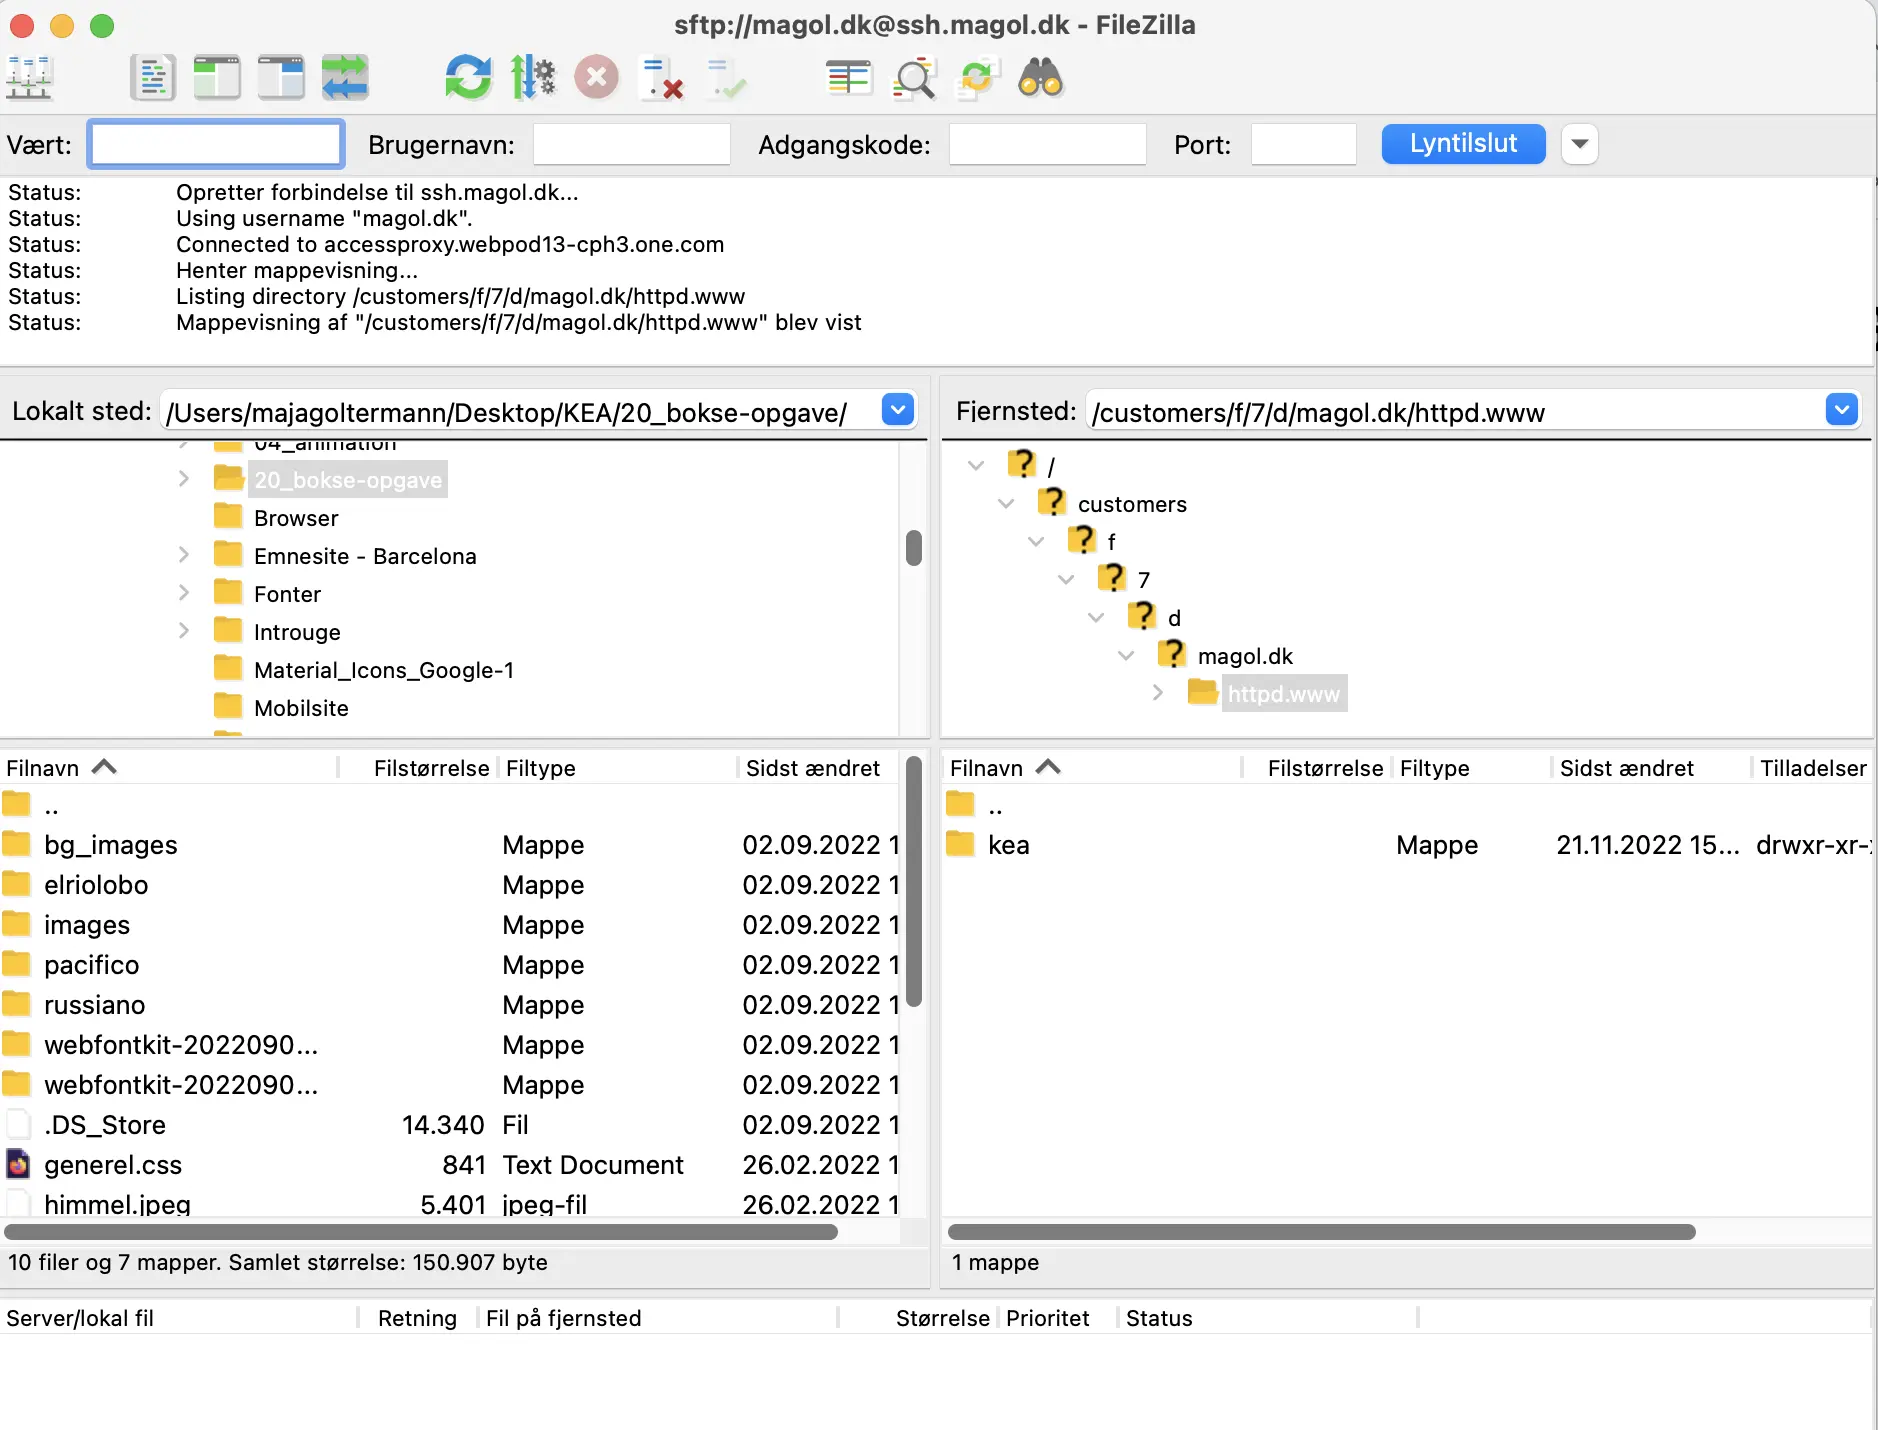 sftp://magol.dk@ssh.magol.dk - FileZilla
Vært: Brugernavn: Adgangskode: Port: Lyntilslut
Status: Opretter forbindelse til ssh.magol.dk...
Status: Using username "magol.dk".
Status: Connected to accessproxy.webpod13-cph3.one.com
Status: Henter mappevisning...
Status: Listing directory /customers/f/7/d/magol.dk/httpd.www
Status: Mappevisning af "/customers/f/7/d/magol.dk/httpd.www" blev vist
Lokalt sted: /Users/majagoltermann/Desktop/KEA/20_bokse-opgave/
04_animation
20_bokse-opgave
Browser
Emnesite - Barcelona
Fonter
Introuge
Material_Icons_Google-1
Mobilsite
Fjernsted: /customers/f/7/d/magol.dk/httpd.www
/
customers
f
7
d
magol.dk
httpd.www
Filnavn Filstørrelse Filtype Sidst ændret
..
bg_images Mappe 02.09.2022 1
elriolobo Mappe 02.09.2022 1
images Mappe 02.09.2022 1
pacifico Mappe 02.09.2022 1
russiano Mappe 02.09.2022 1
webfontkit-2022090... Mappe 02.09.2022 1
webfontkit-2022090... Mappe 02.09.2022 1
.DS_Store 14.340 Fil 02.09.2022 1
generel.css 841 Text Document 26.02.2022 1
himmel.jpeg 5.401 jpeg-fil 26.02.2022 1
10 filer og 7 mapper. Samlet størrelse: 150.907 byte
Filnavn Filstørrelse Filtype Sidst ændret Tilladelser
..
kea Mappe 21.11.2022 15... drwxr-xr-x
1 mappe
Server/lokal fil Retning Fil på fjernsted Størrelse Prioritet Status